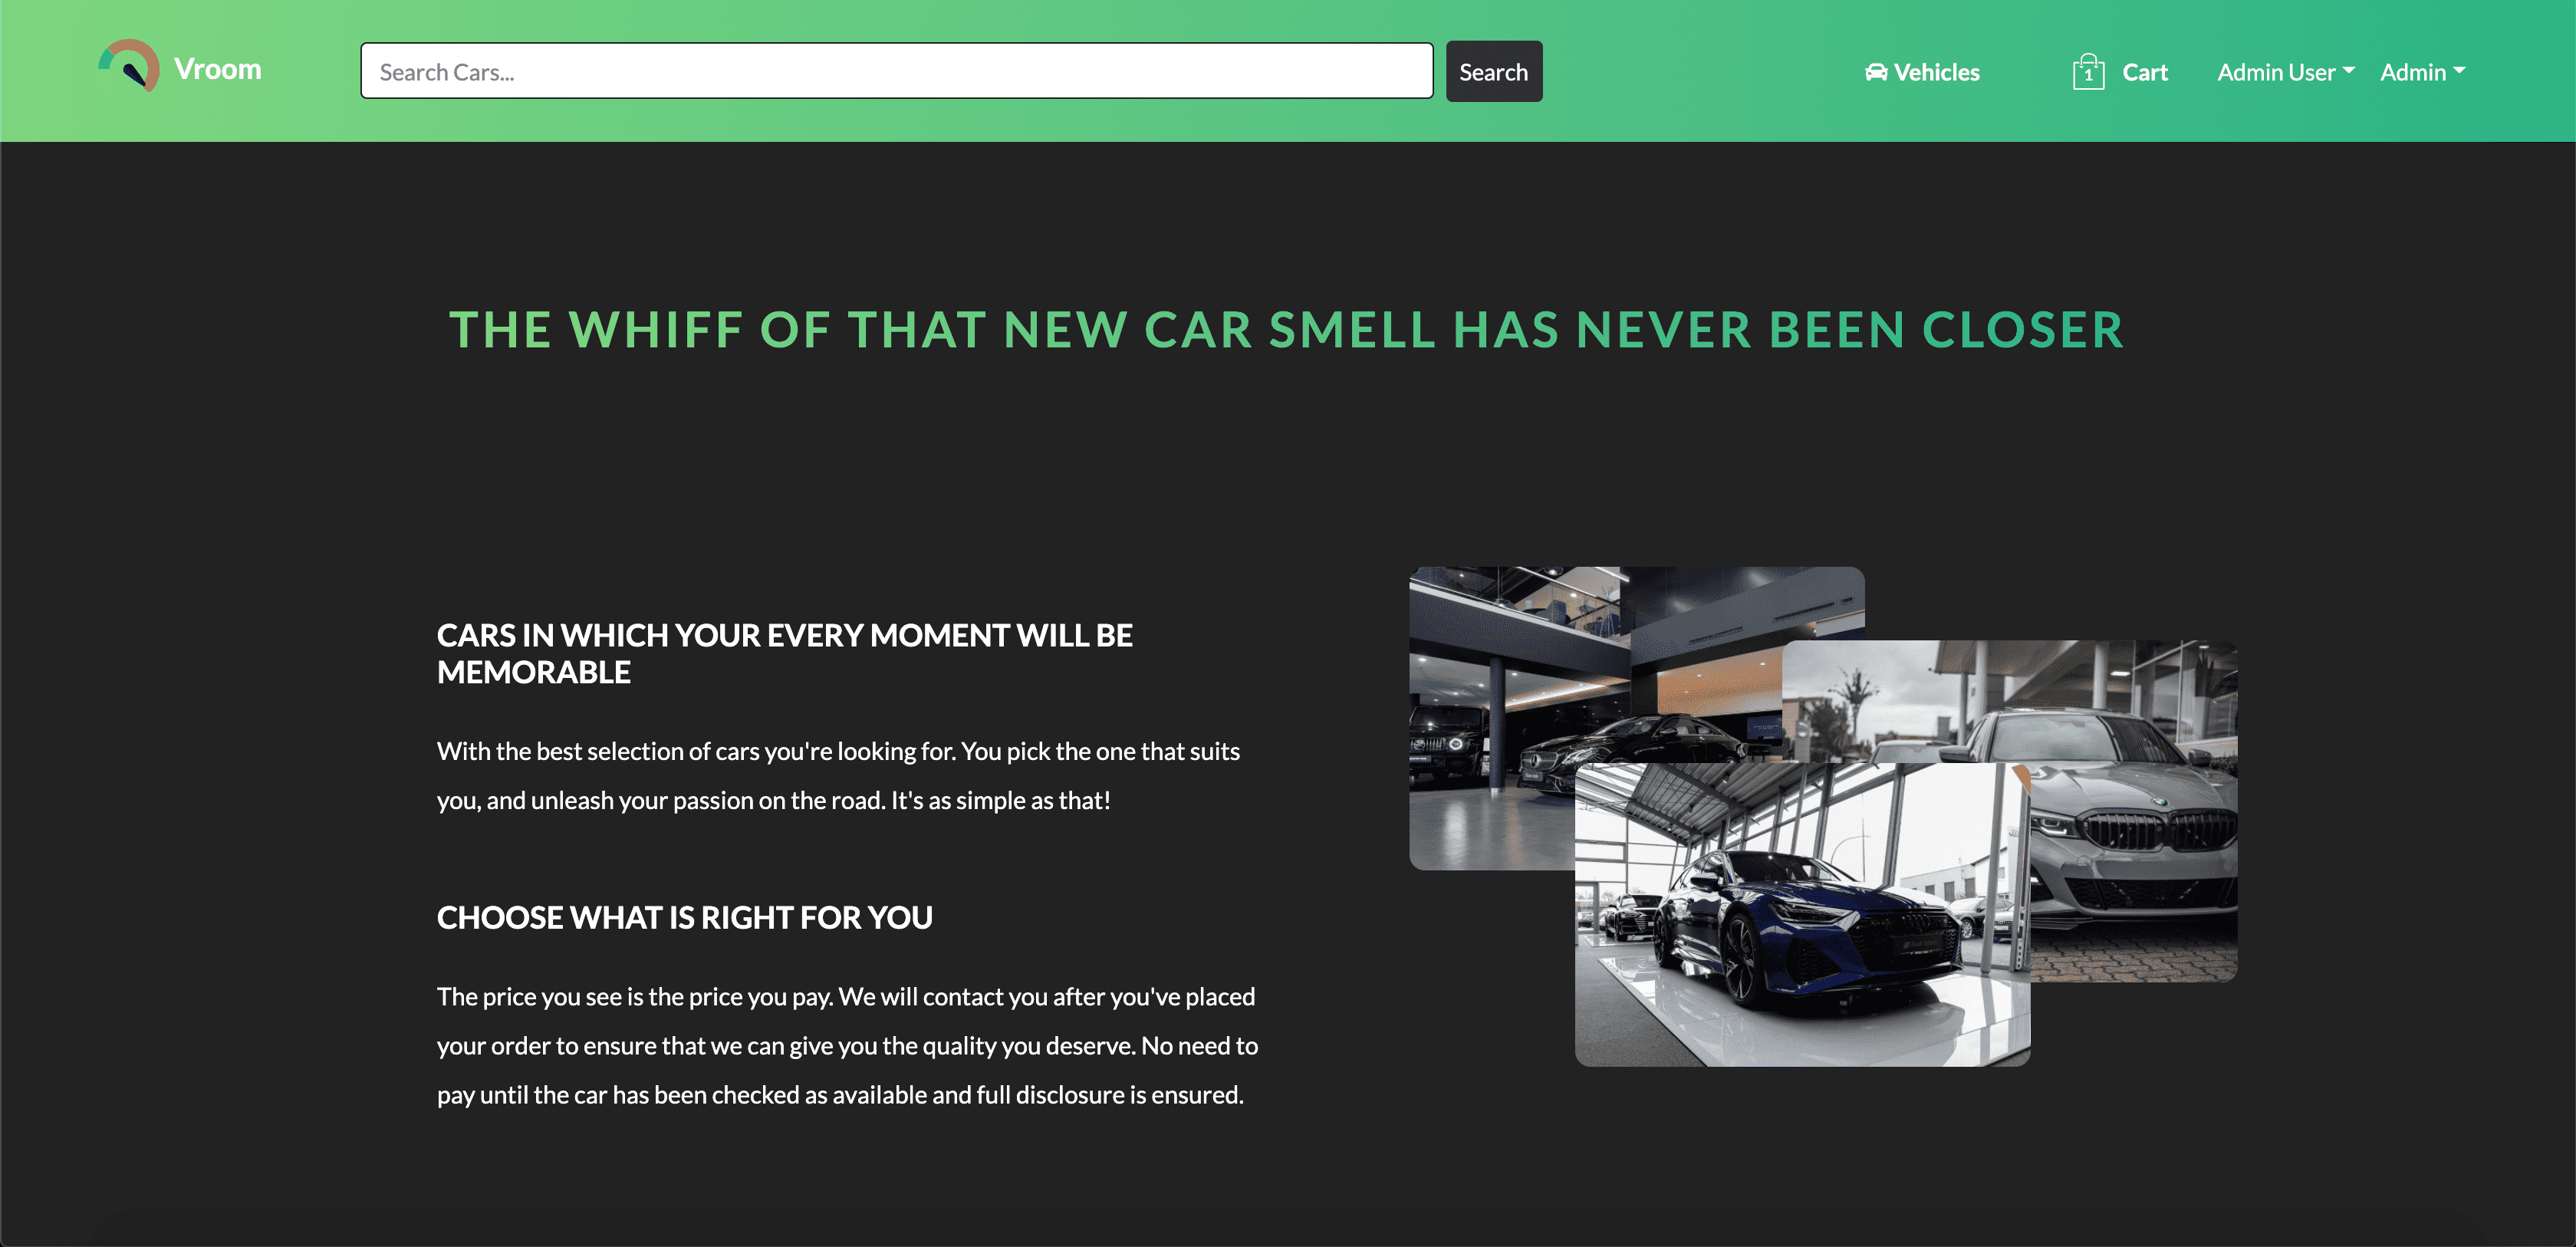 Vroom
Search Cars...
Search
Vehicles
1
Cart
Admin User
Admin
THE WHIFF OF THAT NEW CAR SMELL HAS NEVER BEEN CLOSER
CARS IN WHICH YOUR EVERY MOMENT WILL BE
MEMORABLE
With the best selection of cars you're looking for. You pick the one that suits
you, and unleash your passion on the road. It's as simple as that!
CHOOSE WHAT IS RIGHT FOR YOU
The price you see is the price you pay. We will contact you after you've placed
your order to ensure that we can give you the quality you deserve. No need to
pay until the car has been checked as available and full disclosure is ensured.